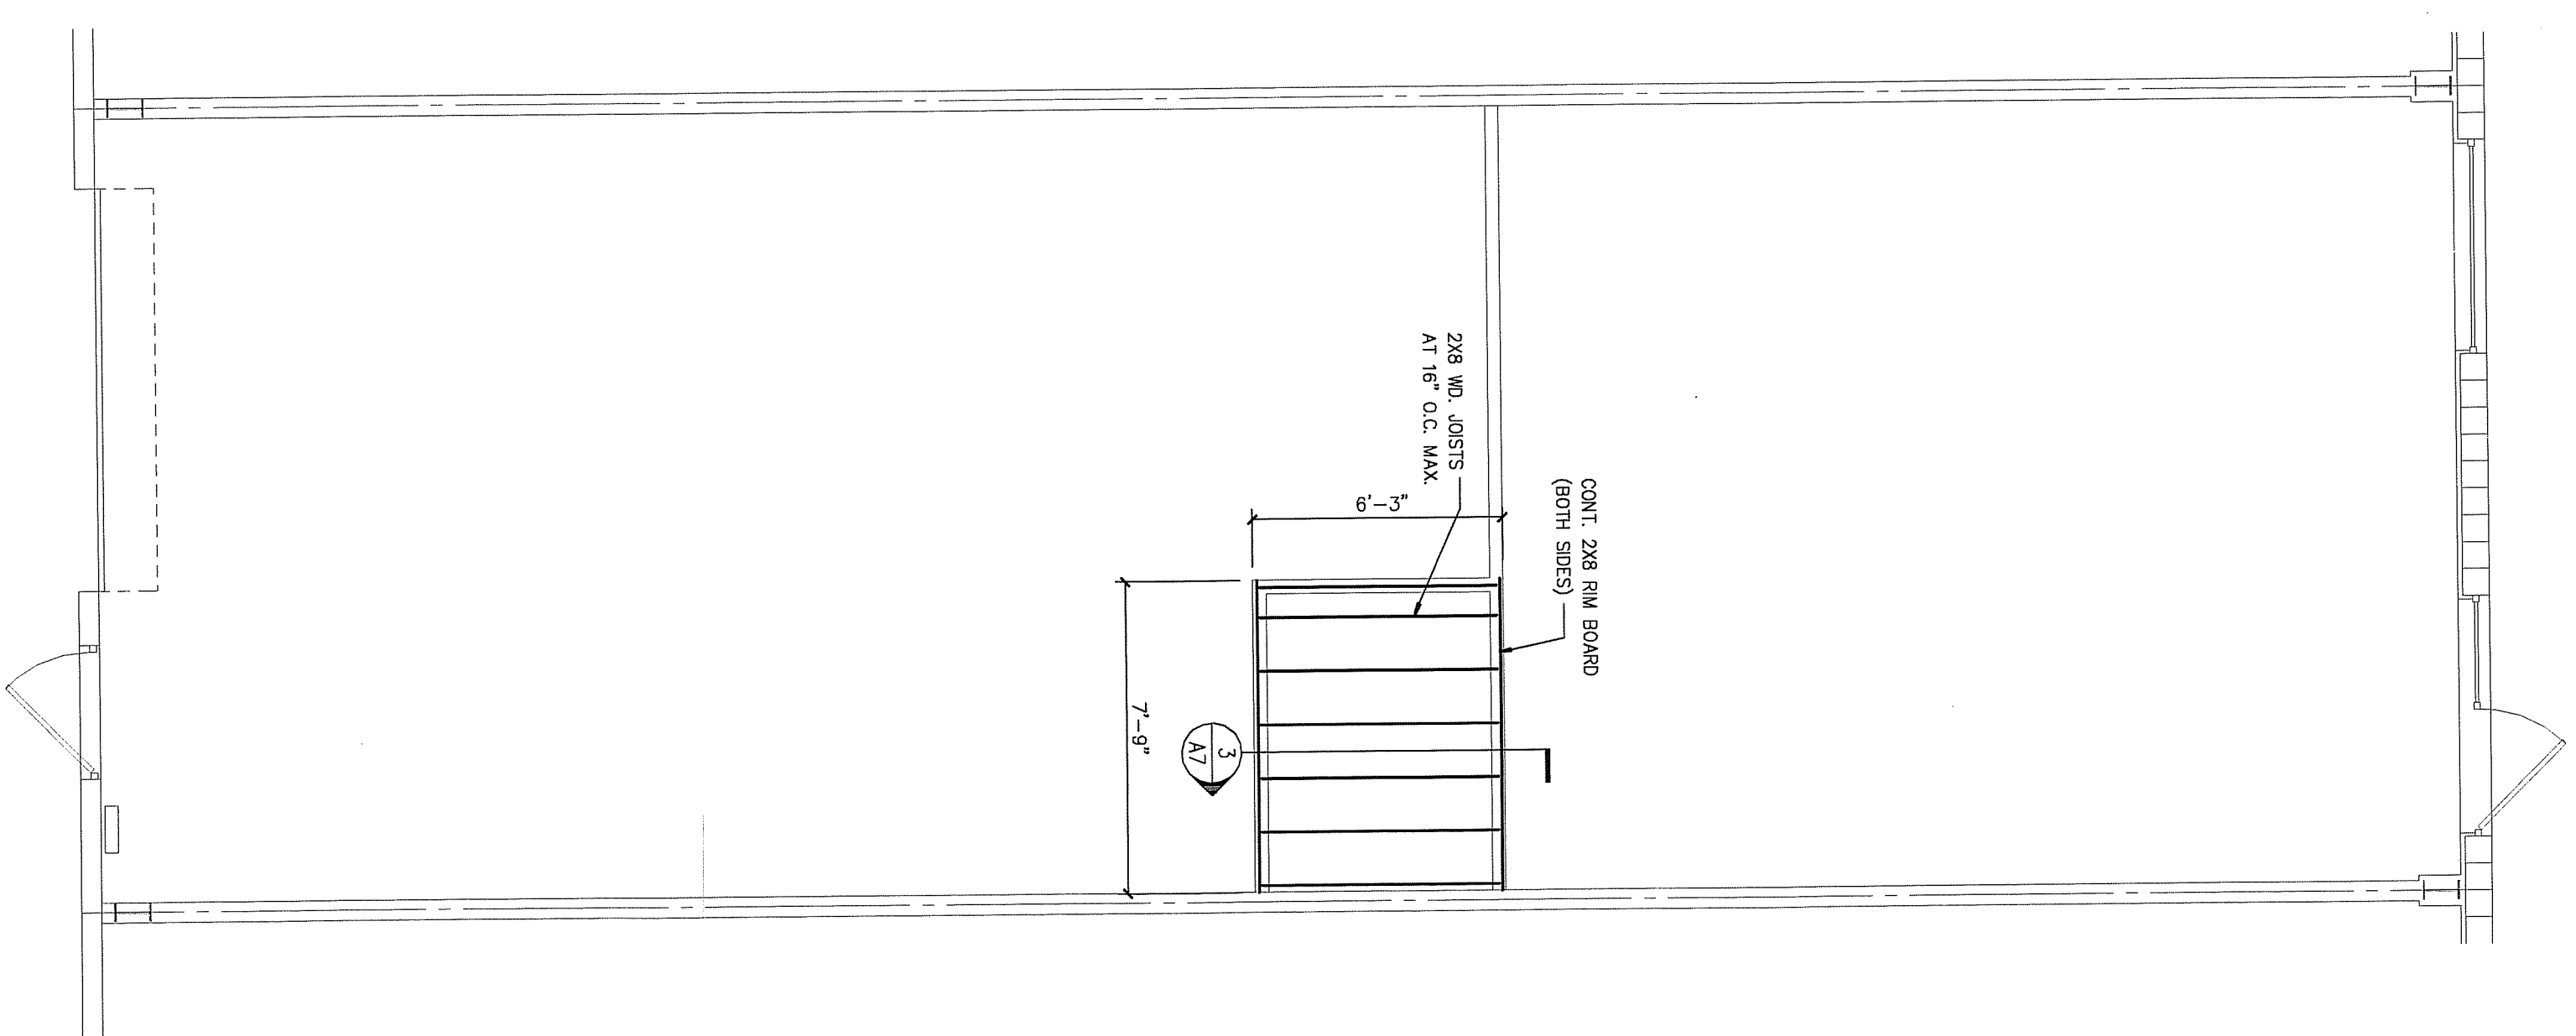 CONT. 2X8 RIM BOARD
(BOTH SIDES)
2X8 WD. JOISTS
AT 16" O.C. MAX.
6'-3"
7'-9"
3
A7